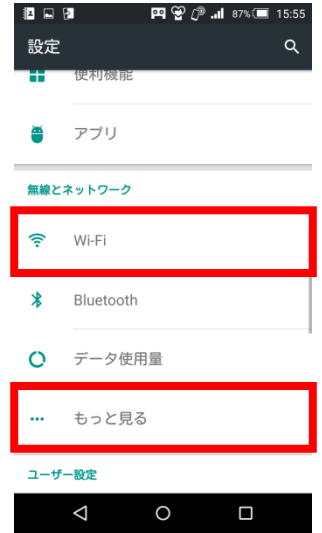 87% 15:55
設定
便利機能
アプリ
無線とネットワーク
Wi-Fi
Bluetooth
データ使用量
もっと見る
ユーザー設定